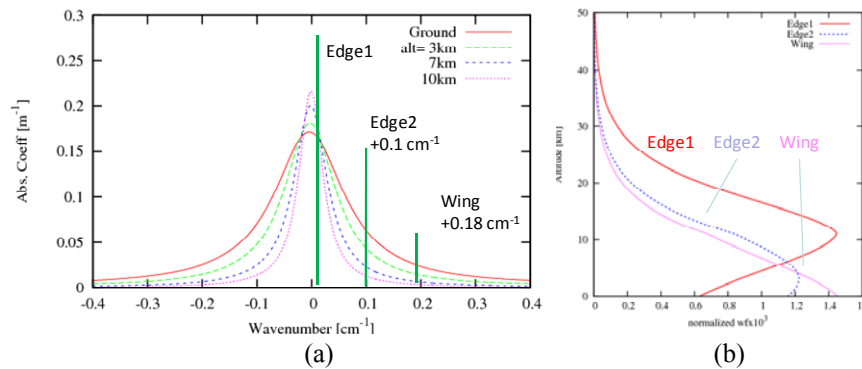 0.3
0.25
0.2
0.15
0.1
0.05
0
Abs, Coeff [m-1]
Ground
alt= 3km
7km
10km
Edge1
Edge2
+0.1 cm-1
Wing
+0.18 cm-1
-0.4 -0.3 -0.2 -0.1 0 0.1 0.2 0.3 0.4
Wavenumber [cm-1]
(a)
50
40
30
20
10
0
Altitude [km]
Edge1
Edge2
Wing
Edge1 Edge2 Wing
0 0.2 0.4 0.6 0.8 1 1.2 1.4 1.6
normalized wfx103
(b)